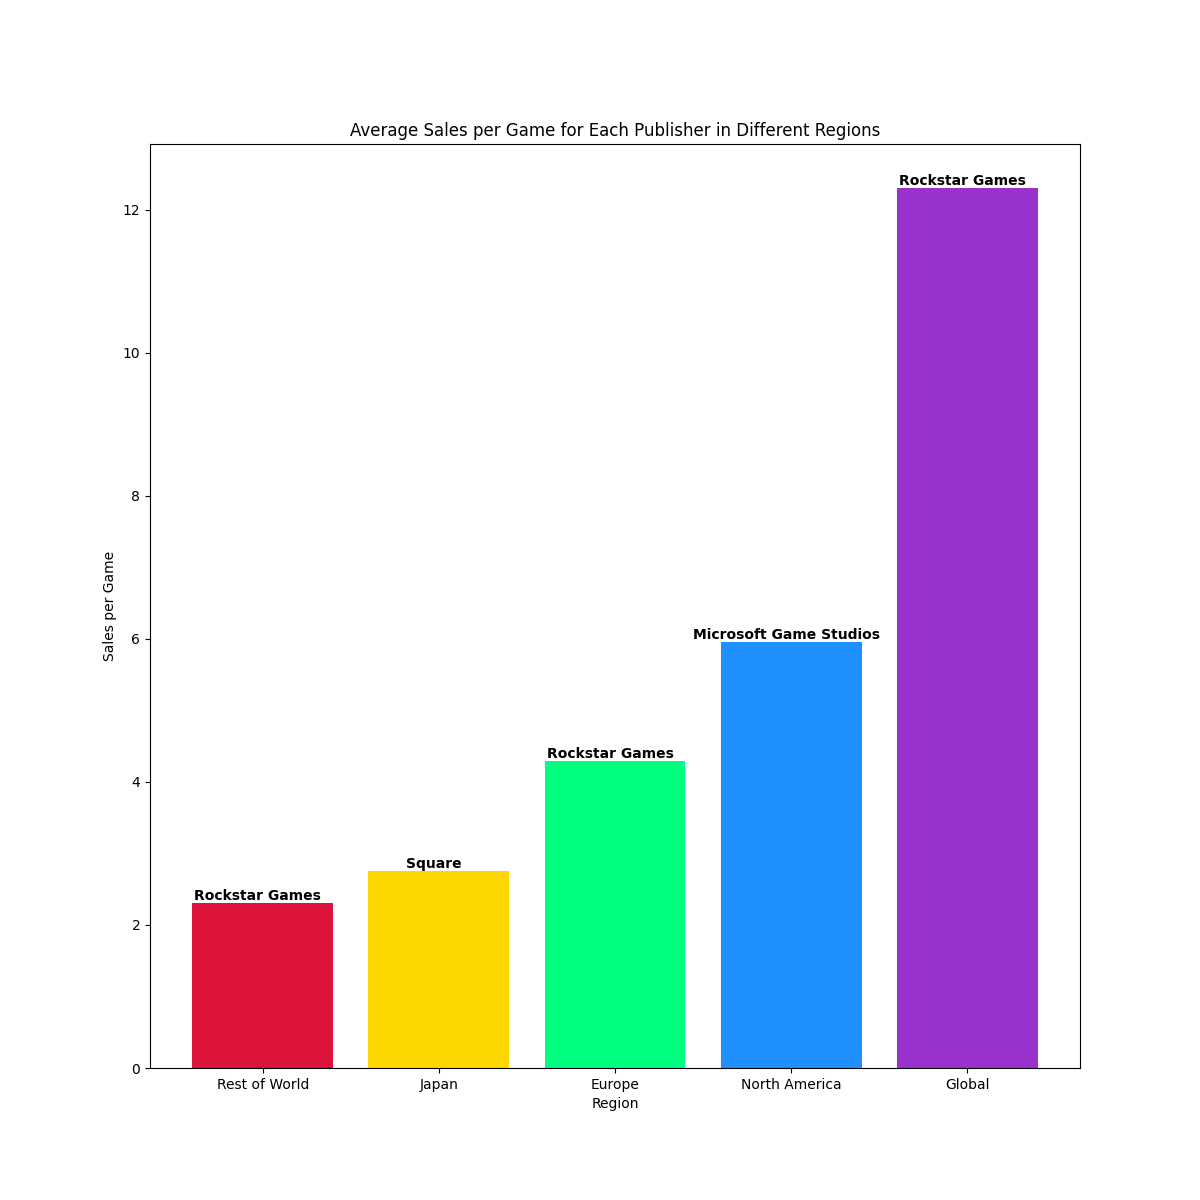 Average Sales per Game for Each Publisher in Different Regions
Rockstar Games
12
10
8
Sales per Game
6
Microsoft Game Studios
Rockstar Games
4
Square
Rockstar Games
2
0
Rest of World Japan Europe North America Global
Region